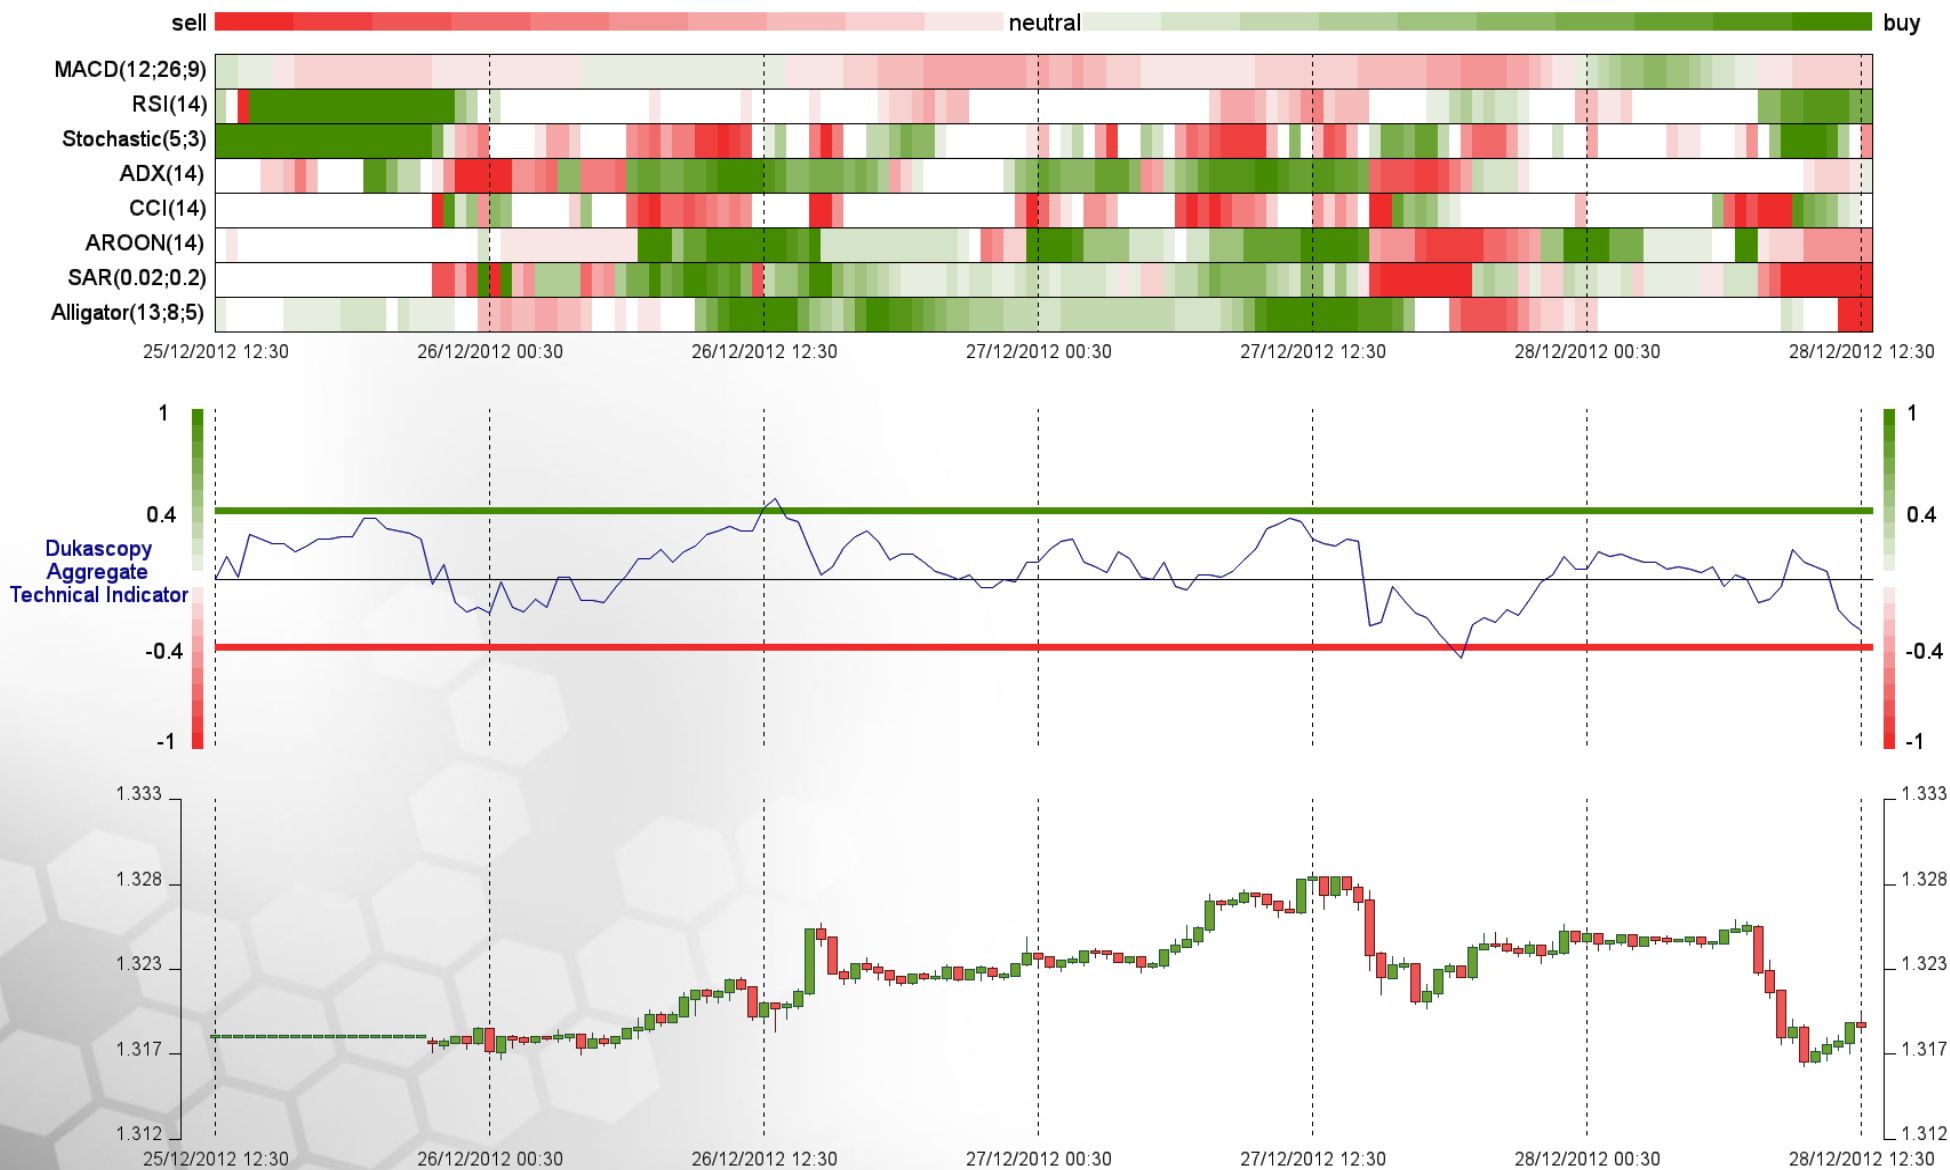 sell neutral buy
MACD(12;26;9)
RSI(14)
Stochastic(5;3)
ADX(14)
CCI(14)
AROON(14)
SAR(0.02;0.2)
Alligator(13;8;5)
25/12/2012 12:30 26/12/2012 00:30 26/12/2012 12:30 27/12/2012 00:30 27/12/2012 12:30 28/12/2012 00:30 28/12/2012 12:30
1 1
0.4 0.4
Dukascopy
Aggregate
Technical Indicator
-0.4 -0.4
-1 -1
1.333 1.333
1.328 1.328
1.323 1.323
1.317 1.317
1.312 1.312
25/12/2012 12:30 26/12/2012 00:30 26/12/2012 12:30 27/12/2012 00:30 27/12/2012 12:30 28/12/2012 00:30 28/12/2012 12:30